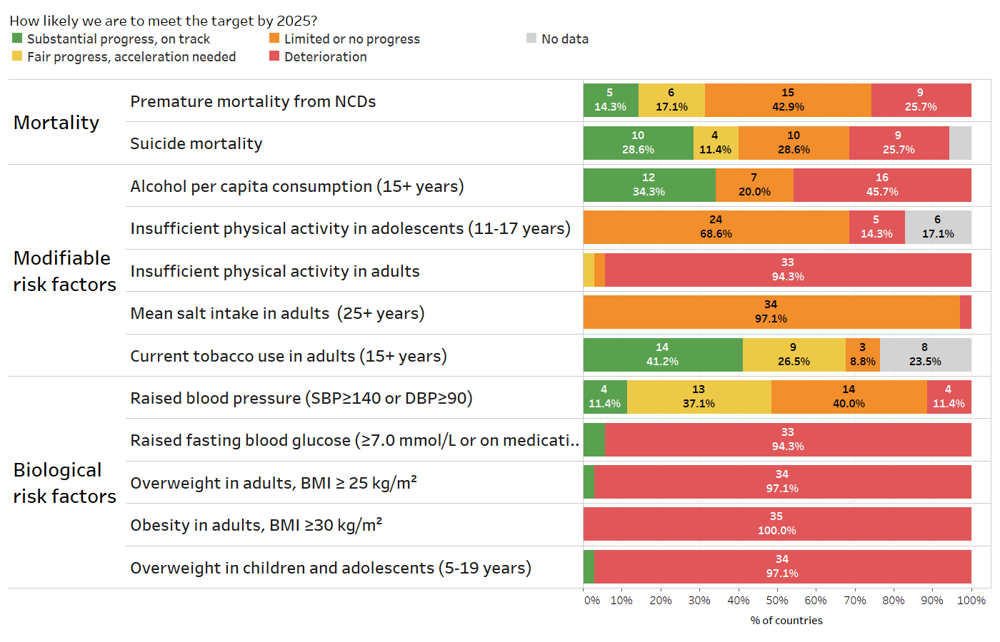 How likely we are to meet the target by 2025?
Substantial progress, on track
Limited or no progress
No data
Fair progress, acceleration needed
Deterioration
Mortality
Premature mortality from NCDs
5 6 15 9
14.3% 17.1% 42.9% 25.7%
Suicide mortality
10 4 10 9
28.6% 11.4% 28.6% 25.7%
Modifiable
risk factors
Alcohol per capita consumption (15+ years)
12 7 16
34.3% 20.0% 45.7%
Insufficient physical activity in adolescents (11-17 years)
24 5 6
68.6% 14.3% 17.1%
Insufficient physical activity in adults
33
94.3%
Mean salt intake in adults (25+ years)
34
97.1%
Current tobacco use in adults (15+ years)
14 9 3 8
41.2% 26.5% 8.8% 23.5%
Biological
risk factors
Raised blood pressure (SBP≥140 or DBP≥90)
4 13 14 4
11.4% 37.1% 40.0% 11.4%
Raised fasting blood glucose (≥7.0 mmol/L or on medicati..
33
94.3%
Overweight in adults, BMI ≥ 25 kg/m²
34
97.1%
Obesity in adults, BMI ≥30 kg/m²
35
100.0%
Overweight in children and adolescents (5-19 years)
34
97.1%
0% 10% 20% 30% 40% 50% 60% 70% 80% 90% 100%
% of countries